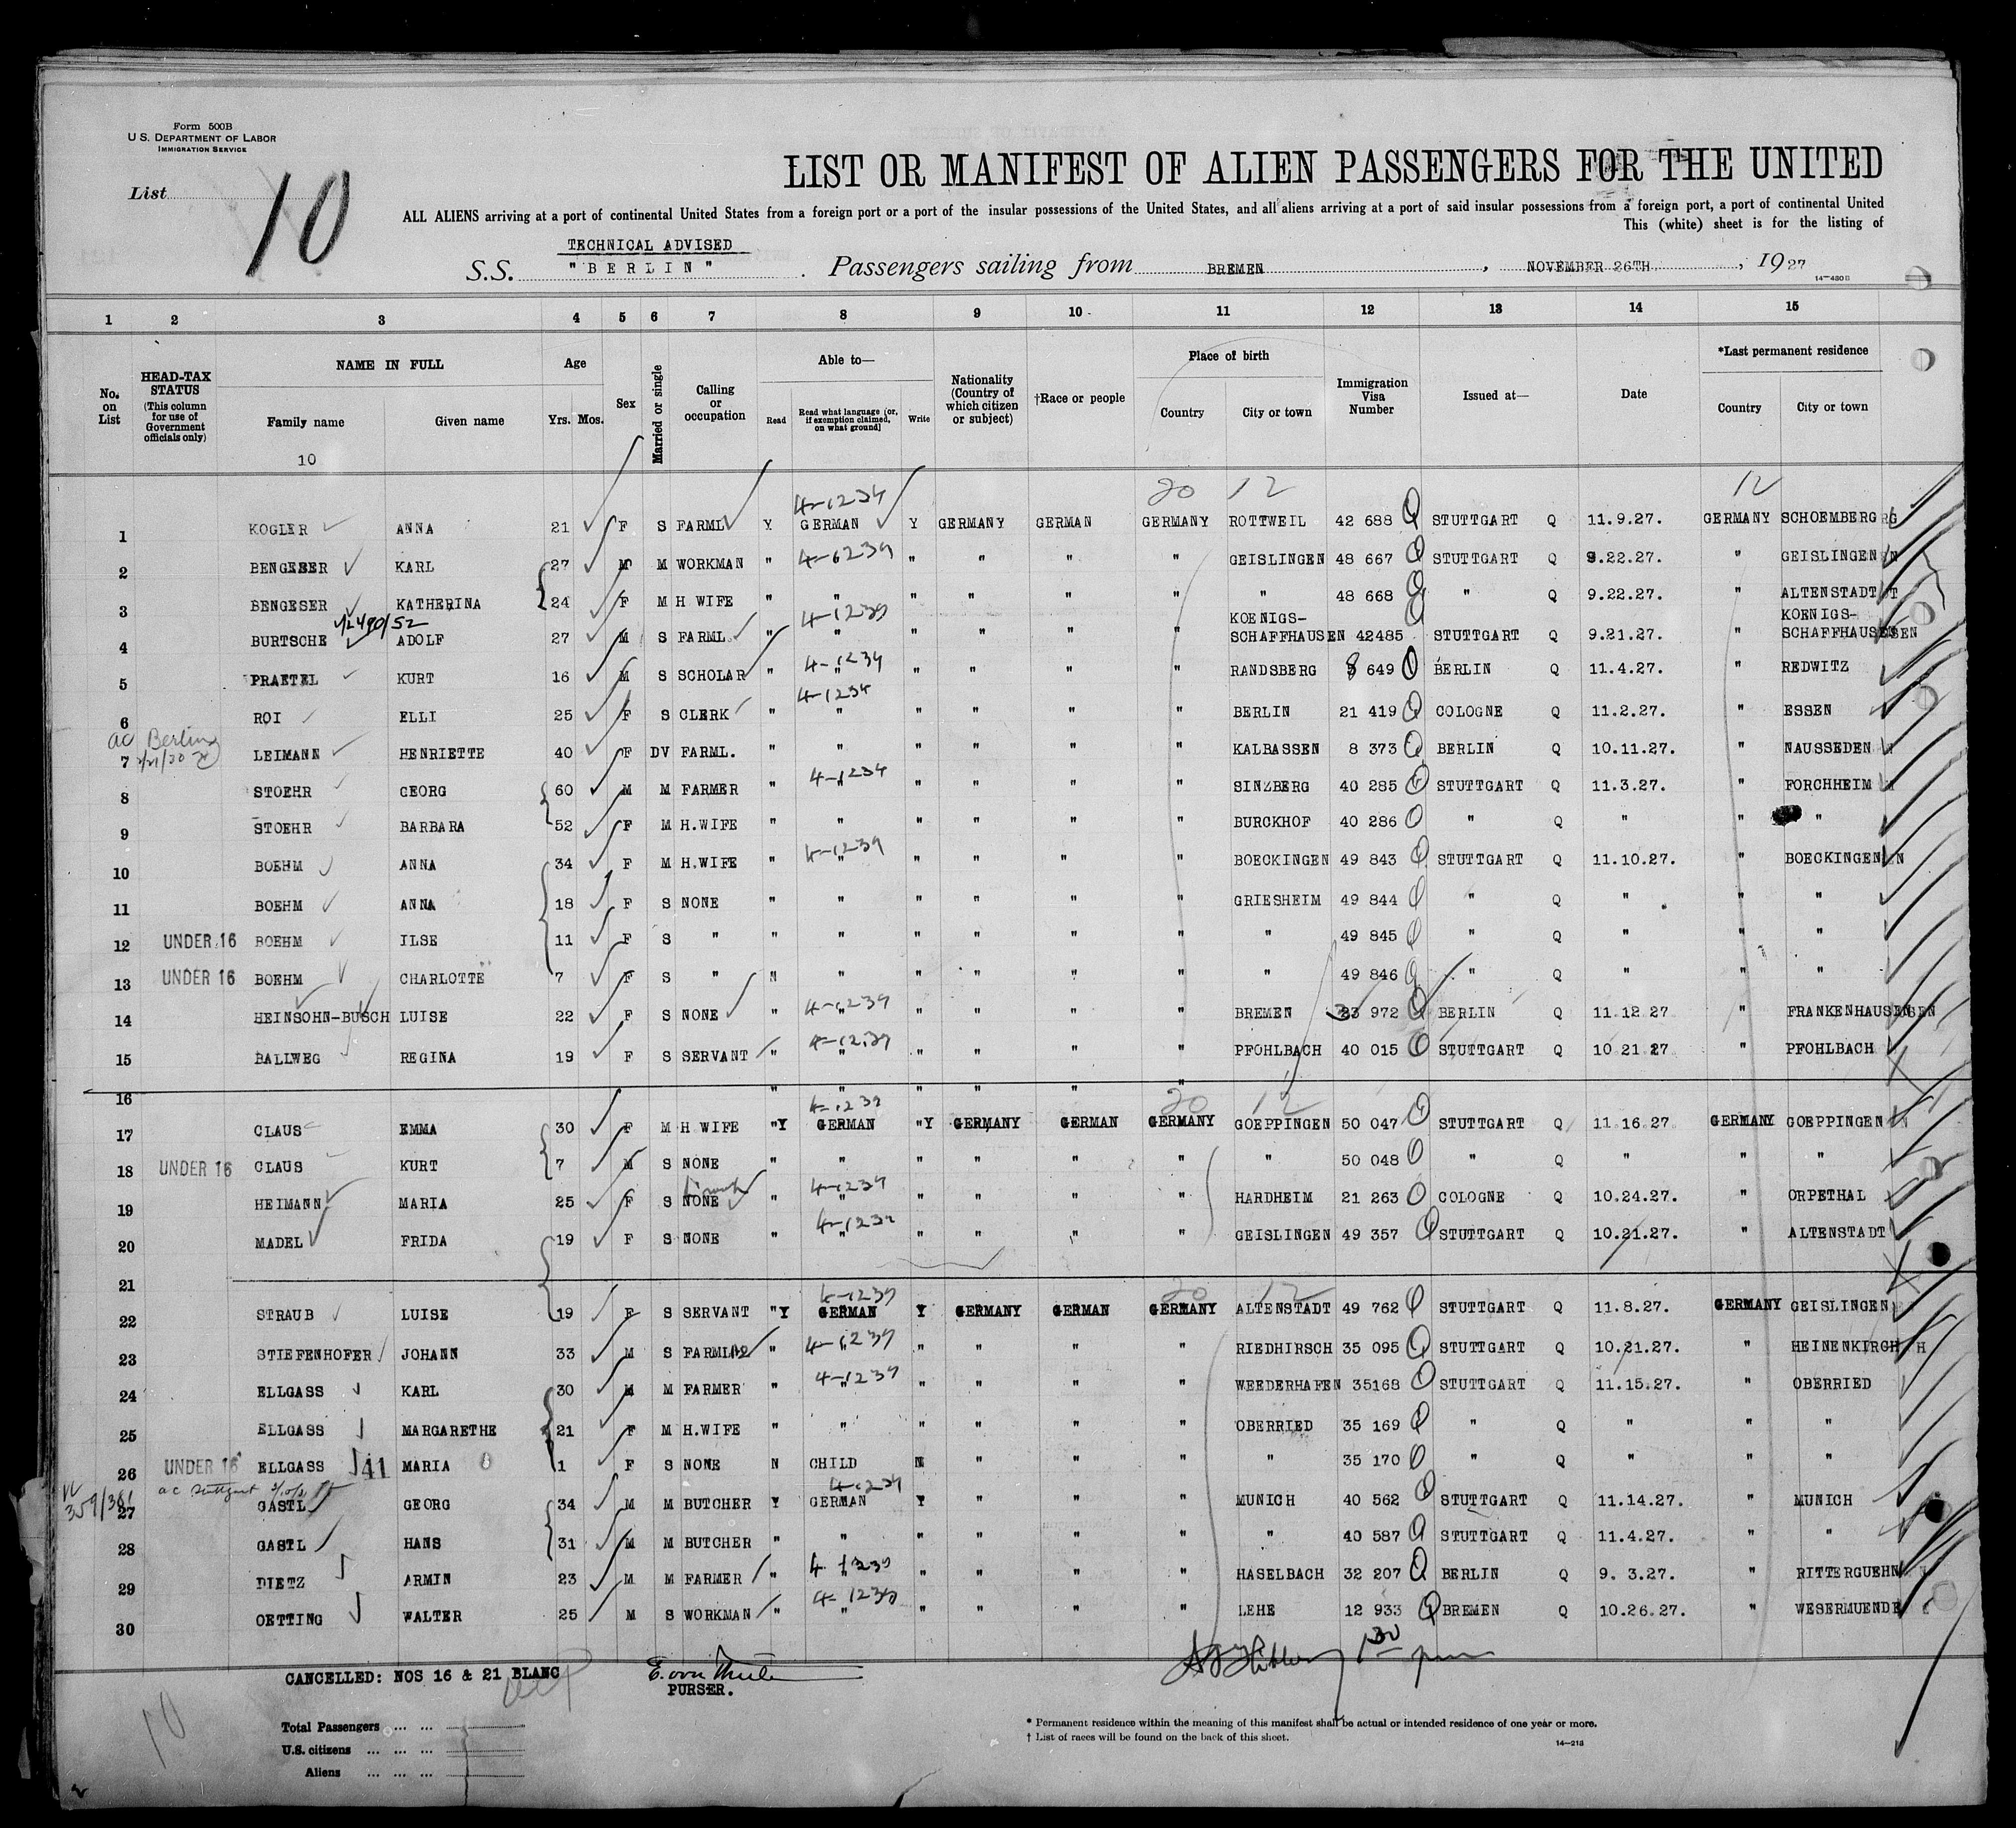 Form 500B
U.S. DEPARTMENT OF LABOR
IMMIGRATION SERVICE
List 10
LIST OR MANIFEST OF ALIEN PASSENGERS FOR THE UNITED
ALL ALIENS arriving at a port of continental United States from a foreign port or a port of the insular possessions of the United States, and all aliens arriving at a port of said insular possessions from a foreign port, a port of continental United
This (white) sheet is for the listing of
TECHNICAL ADVISED
S.S. "BERLIN". Passengers sailing from BREMEN, NOVEMBER 26TH, 1927
14-480B
1 2 3 4 5 6 7 8 9 10 11 12 13 14 15
No. on List
HEAD-TAX STATUS (This column for use of Government officials only)
NAME IN FULL Family name Given name
10
Age Yrs. Mos.
Sex
Married or single
Calling or occupation
Able to— Read Read what language [or, if exemption claimed, on what ground] Write
Nationality (Country of which citizen or subject)
†Race or people
Place of birth Country City or town
Immigration Visa Number
Issued at—
Date
*Last permanent residence Country City or town
4-1234 20 12 12
1 KOGLER ANNA 21 F S FARML Y GERMAN Y GERMANY GERMAN GERMANY ROTTWEIL 42 688 STUTTGART Q 11.9.27. GERMANY SCHOEMBERG
2 BENGESER KARL 27 M M WORKMAN " " " " " GEISLINGEN 48 667 STUTTGART Q 9.22.27. " GEISLINGEN
3 BENGESER KATHERINA 24 F M H WIFE " " " " " " " 48 668 " Q 9.22.27. " ALTENSTADT
4 BURTSCHE ADOLF 27 M S FARML " " " " " " KOENIGS-SCHAFFHAUSEN 42485 STUTTGART Q 9.21.27. " KOENIGS-SCHAFFHAUSEN
5 PRAETEL KURT 16 M S SCHOLAR " " " " " " RANDSBERG 8 649 BERLIN Q 11.4.27. " REDWITZ
6 ROI ELLI 25 F S CLERK " " " " " " BERLIN 21 419 COLOGNE Q 11.2.27. " ESSEN
7 LEIMANN HENRIETTE 40 F DV FARML. " " " " " " KALBASSEN 8 373 BERLIN Q 10.11.27. " NAUSSEDEN
8 STOEHR GEORG 60 M M FARMER " " " " " " SINZBERG 40 285 STUTTGART Q 11.3.27. " FORCHHEIM
9 STOEHR BARBARA 52 F M H.WIFE " " " " " " BURCKHOF 40 286 " Q " " "
10 BOEHM ANNA 34 F M H.WIFE " " " " " " BOECKINGEN 49 843 STUTTGART Q 11.10.27. " BOECKINGEN
11 BOEHM ANNA 18 F S NONE " " " " " " GRIESHEIM 49 844 " Q " " "
12 UNDER 16 BOEHM ILSE 11 F S " " " " " " " " 49 845 " Q " " "
13 UNDER 16 BOEHM CHARLOTTE 7 F S " N " " " " " " 49 846 " Q " " "
14 HEINSOHN-BUSCH LUISE 22 F S NONE " " " " " " BREMEN 33 972 BERLIN Q 11 12 27 " FRANKENHAUSEN
15 BALLWEG REGINA 19 F S SERVANT " " " " " " PFOHLBACH 40 015 STUTTGART Q 10 21 27 " PFOHLBACH
16 " " " " " "
17 CLAUS EMMA 30 F M H WIFE "Y GERMAN "Y GERMANY GERMAN GERMANY GOEPPINGEN 50 047 STUTTGART Q 11 16 27 GERMANY GOEPPINGEN
18 UNDER 16 CLAUS KURT 7 M S NONE " " " " " " " 50 048 " Q " " "
19 HEIMANN MARIA 25 F S NONE " " " " " " HARDHEIM 21 263 COLOGNE Q 10.24.27. " ORPETHAL
20 MADEL FRIDA 19 F S NONE " " " " " " GEISLINGEN 49 357 STUTTGART Q 10.21.27. " ALTENSTADT
21
22 STRAUB LUISE 19 F S SERVANT "Y GERMAN Y GERMANY GERMAN GERMANY ALTENSTADT 49 762 STUTTGART Q 11.8.27. GERMANY GEISLINGEN
23 STIEFENHOFER JOHANN 33 M S FARML " " " " " " RIEDHIRSCH 35 095 STUTTGART Q 10.21.27. " HEINENKIRCH
24 ELLGASS KARL 30 M M FARMER " " " " " " WEEDERHAFEN 35168 STUTTGART Q 11.15.27. " OBERRIED
25 ELLGASS MARGARETHE 21 F M H.WIFE " " " " " " OBERRIED 35 169 " Q " " "
26 UNDER 16 ELLGASS 41 MARIA 1 F S NONE N CHILD N " " " " 35 170 " Q " " "
27 GASTL GEORG 34 M M BUTCHER Y GERMAN Y " " " MUNICH 40 562 STUTTGART Q 11.14.27. " MUNICH
28 GASTL HANS 31 M M BUTCHER " " " " " " " 40 587 STUTTGART Q 11.4.27. " "
29 DIETZ ARMIN 23 M M FARMER " " " " " " HASELBACH 32 207 BERLIN Q 9. 3.27. " RITTERGUEHN
30 OETTING WALTER 25 M S WORKMAN " " " " " " LEHE 12 933 BREMEN Q 10.26.27. " WESERMUENDE
CANCELLED: NOS 16 & 21 BLANC
PURSER.
10
Total Passengers ... ...
U.S. citizens ... ... ...
Aliens ... ... ...
* Permanent residence within the meaning of this manifest shall be actual or intended residence of one year or more.
† List of races will be found on the back of this sheet.
14-218